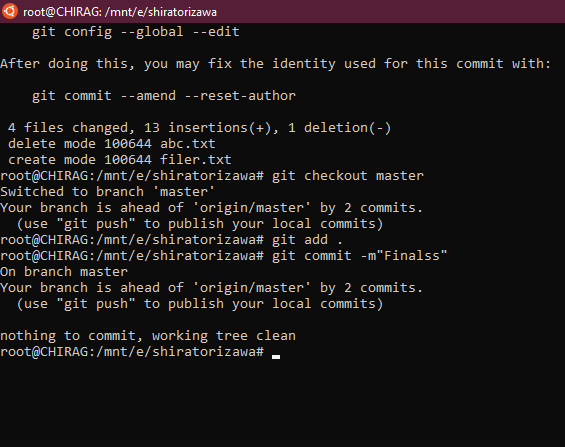 root@CHIRAG: /mnt/e/shiratorizawa
git config --global --edit
After doing this, you may fix the identity used for this commit with:
git commit --amend --reset-author
4 files changed, 13 insertions(+), 1 deletion(-)
delete mode 100644 abc.txt
create mode 100644 filer.txt
root@CHIRAG:/mnt/e/shiratorizawa# git checkout master
Switched to branch 'master'
Your branch is ahead of 'origin/master' by 2 commits.
(use "git push" to publish your local commits)
root@CHIRAG:/mnt/e/shiratorizawa# git add .
root@CHIRAG:/mnt/e/shiratorizawa# git commit -m"Finalss"
On branch master
Your branch is ahead of 'origin/master' by 2 commits.
(use "git push" to publish your local commits)
nothing to commit, working tree clean
root@CHIRAG:/mnt/e/shiratorizawa#